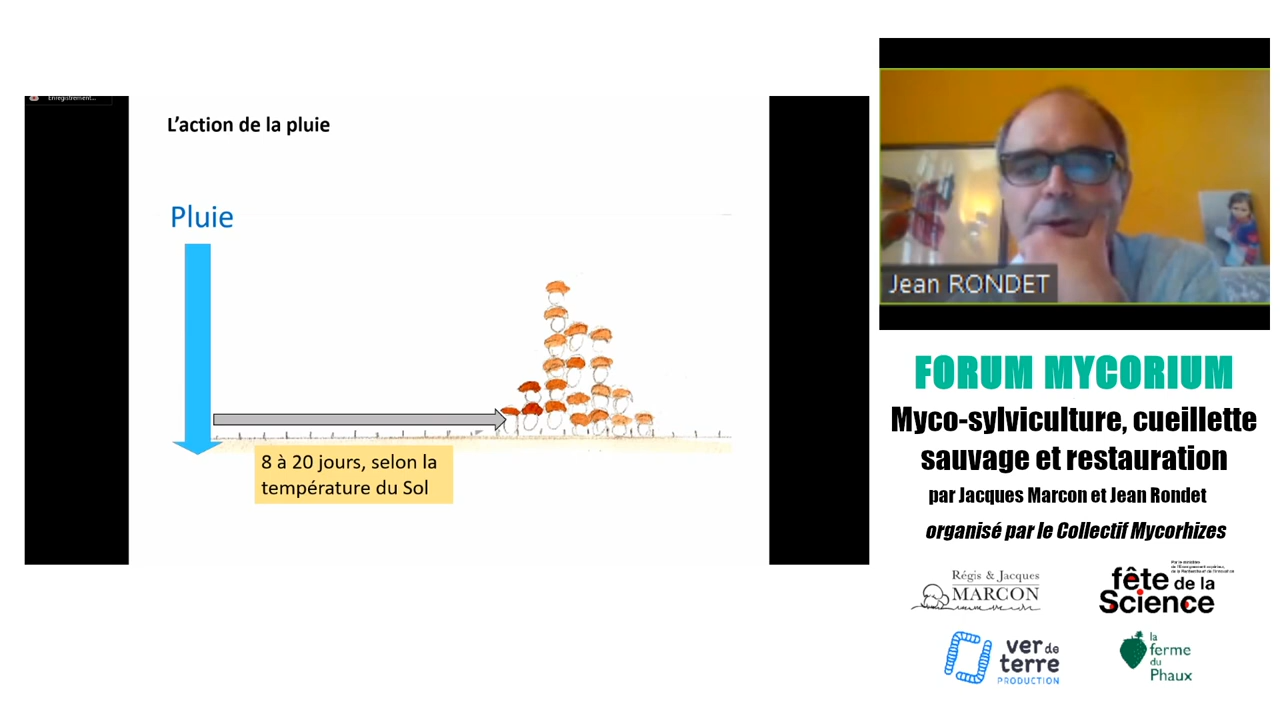 Enregistrement...
L'action de la pluie
Pluie
8 à 20 jours, selon la
température du Sol
Jean RONDET
FORUM MYCORIUM
Myco-sylviculture, cueillette
sauvage et restauration
par Jacques Marcon et Jean Rondet
organisé par le Collectif Mycorhizes
Régis & Jacques
MARCON
fête de la
Science
ver de
terre
PRODUCTION
la
ferme
du
Phaux